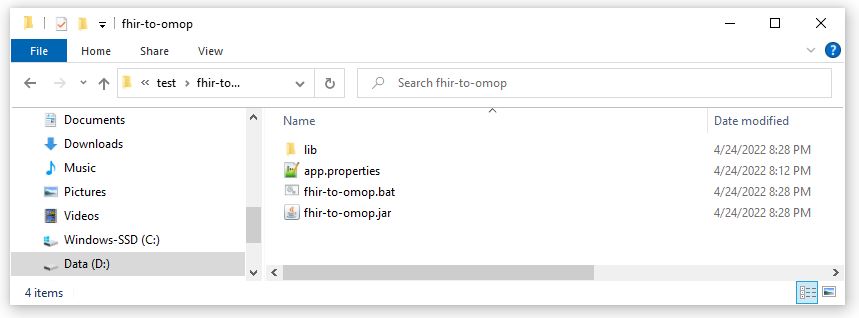 fhir-to-omop
File Home Share View
test fhir-to... Search fhir-to-omop
Name Date modified
Documents
Downloads
Music
Pictures
Videos
Windows-SSD (C:)
Data (D:)
lib 4/24/2022 8:28 PM
app.properties 4/24/2022 8:12 PM
fhir-to-omop.bat 4/24/2022 8:28 PM
fhir-to-omop.jar 4/24/2022 8:28 PM
4 items